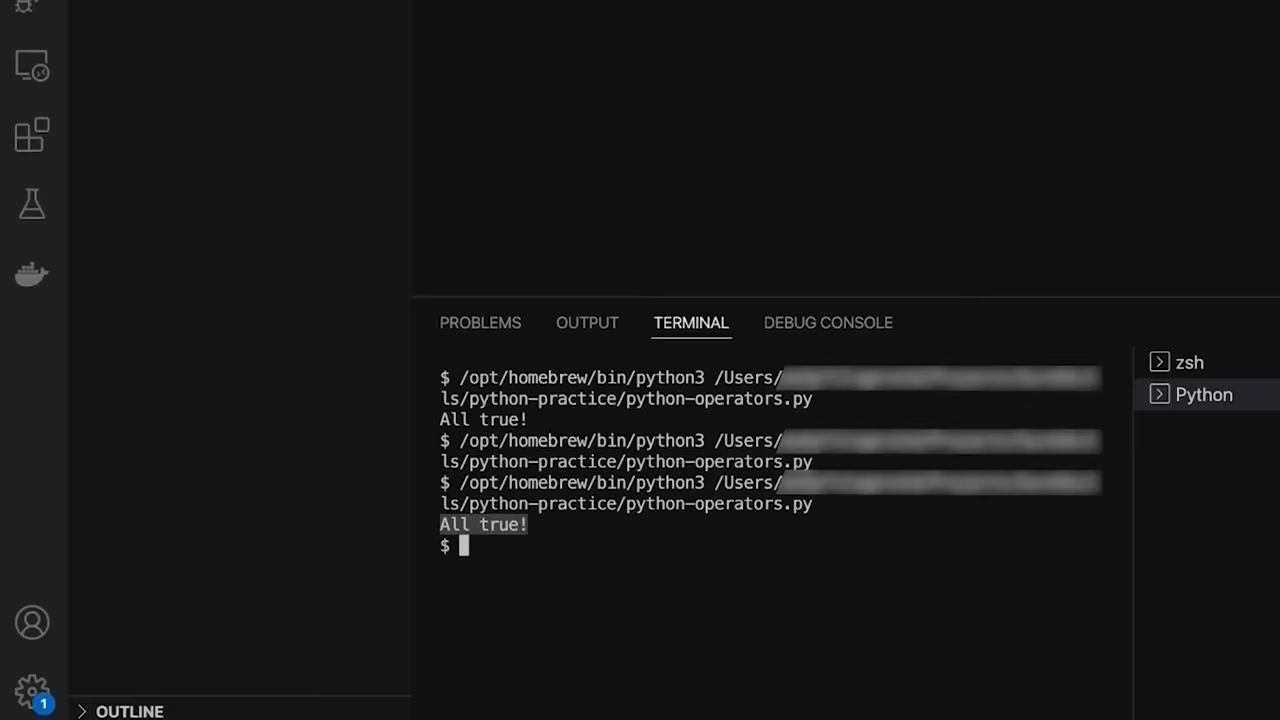 PROBLEMS OUTPUT TERMINAL DEBUG CONSOLE
$ /opt/homebrew/bin/python3 /Users/
ls/python-practice/python-operators.py
All true!
$ /opt/homebrew/bin/python3 /Users/
ls/python-practice/python-operators.py
$ /opt/homebrew/bin/python3 /Users/
ls/python-practice/python-operators.py
All true!
$
zsh
Python
1
OUTLINE